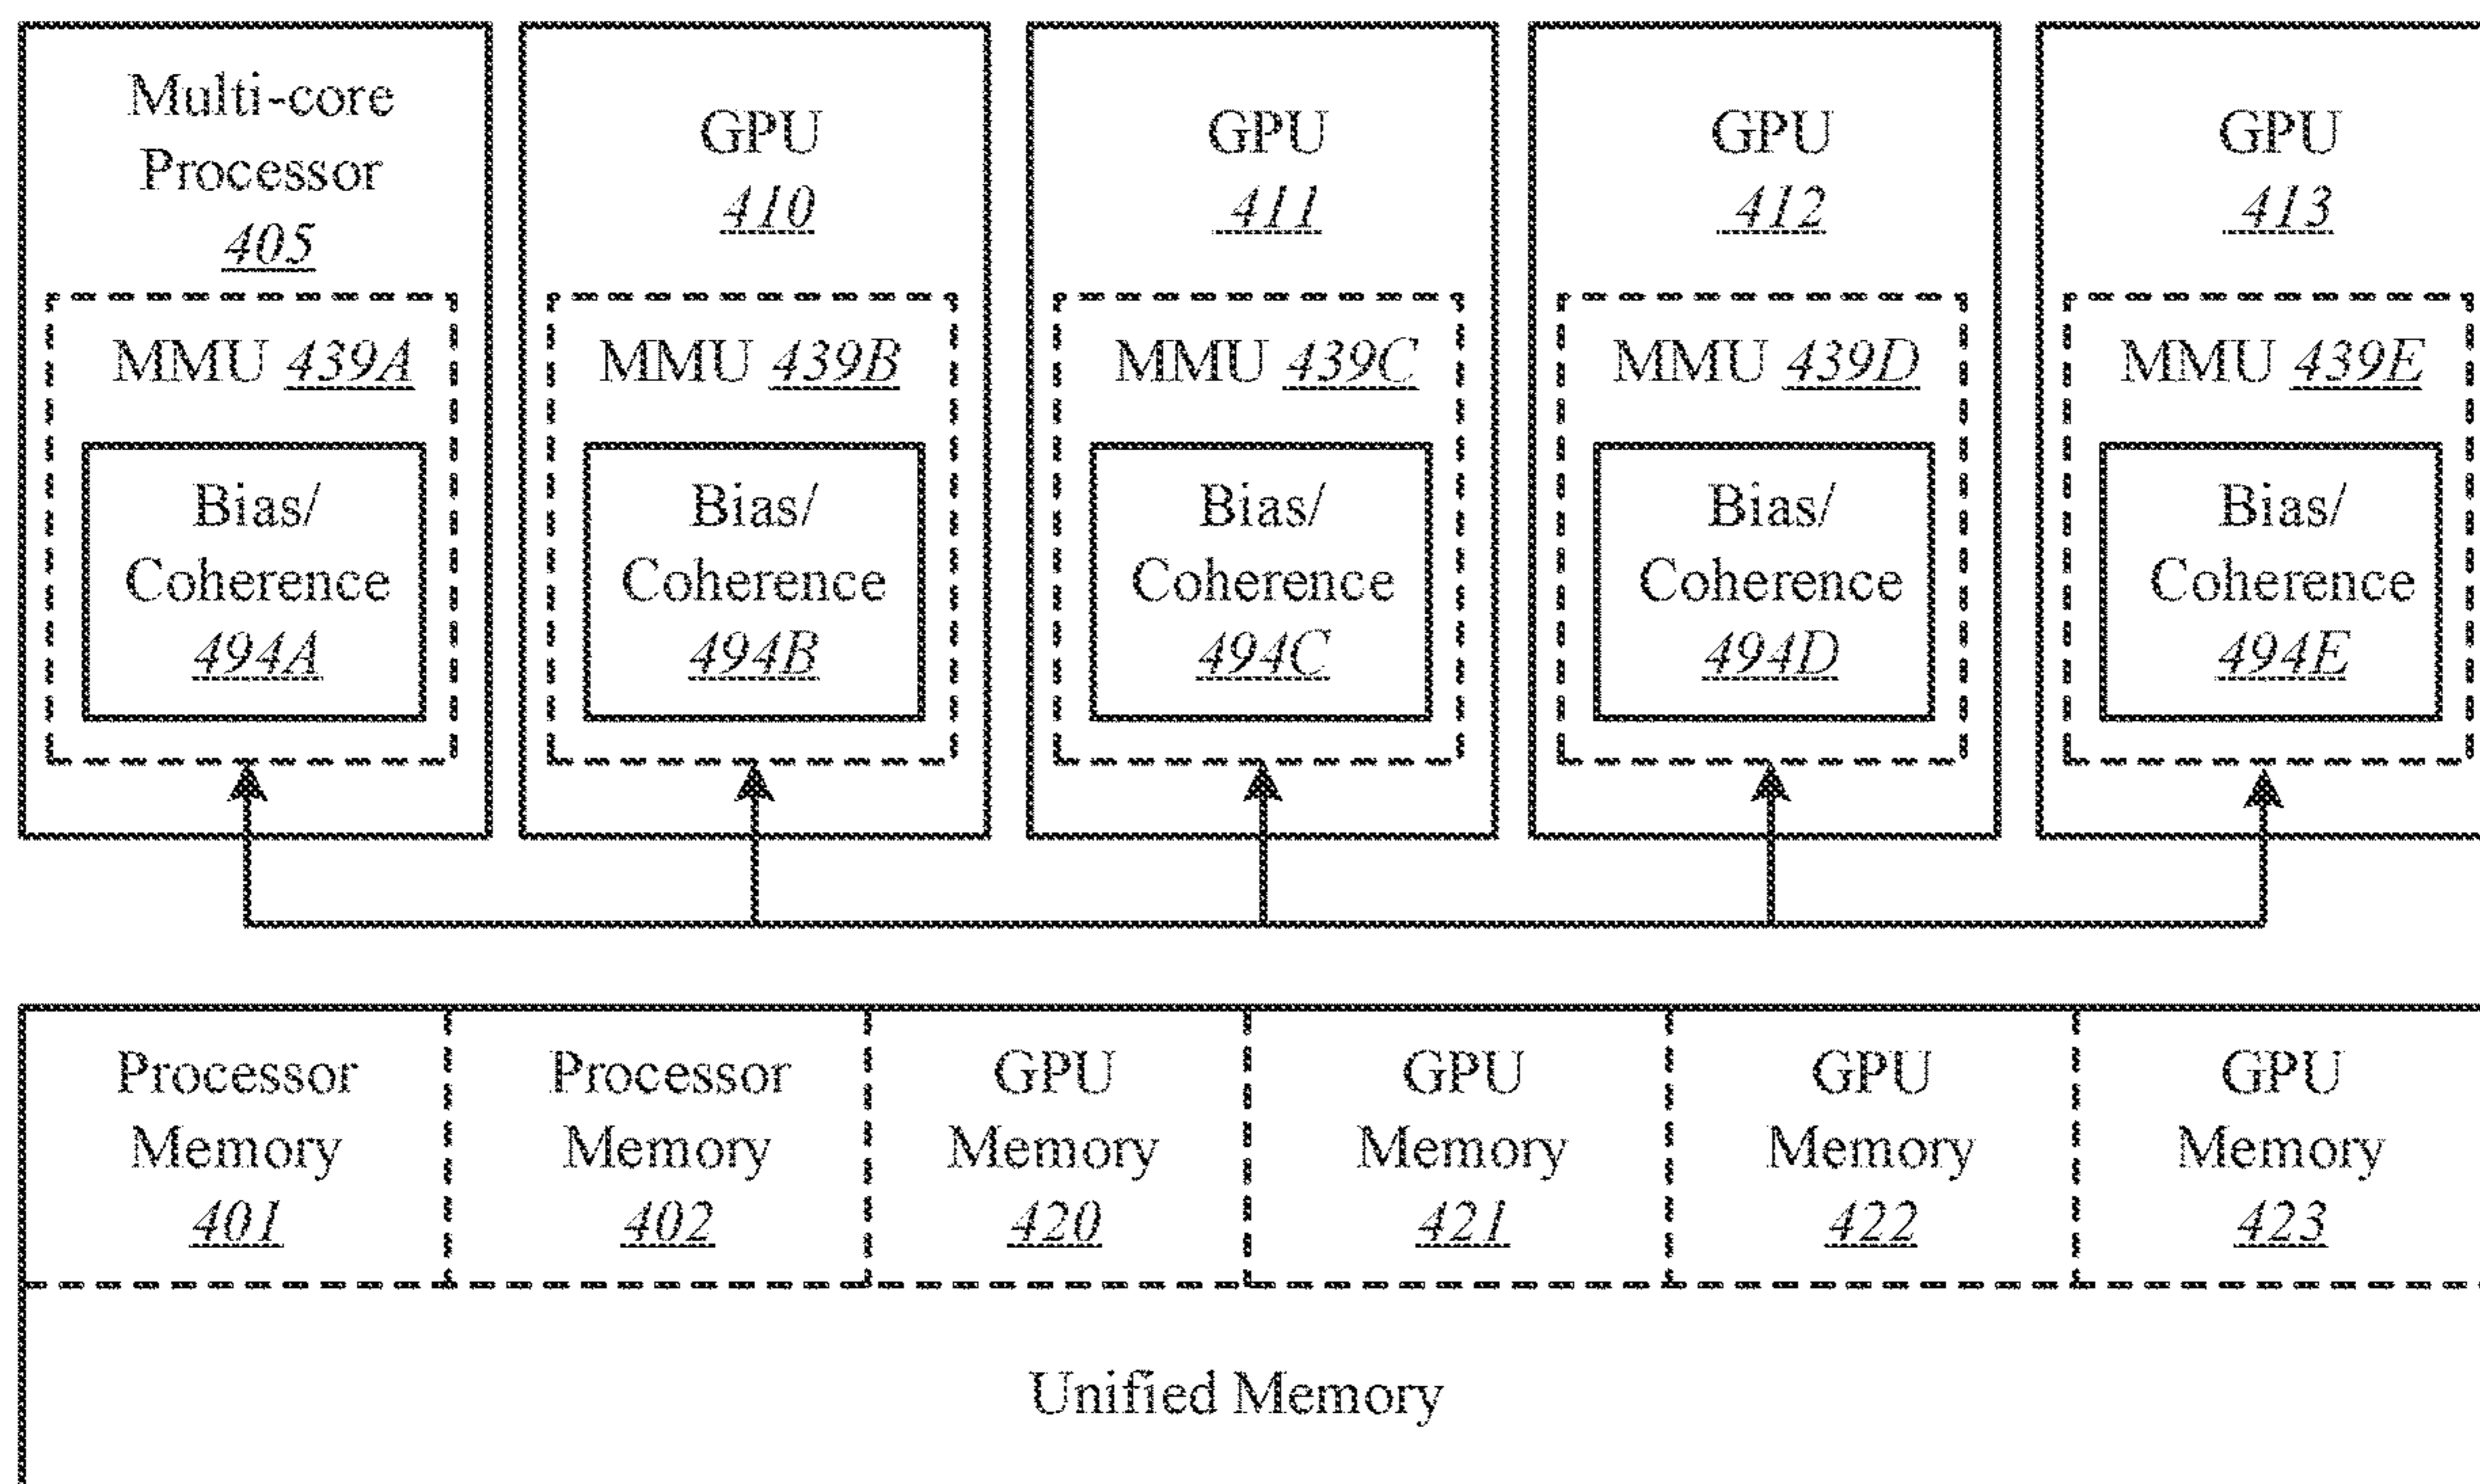 Multi-core
Processor
405
MMU 439A
Bias/
Coherence
494A
GPU
410
MMU 439B
Bias/
Coherence
494B
GPU
411
MMU 439C
Bias/
Coherence
494C
GPU
412
MMU 439D
Bias/
Coherence
494D
GPU
413
MMU 439E
Bias/
Coherence
494E
Processor
Memory
401
Processor
Memory
402
GPU
Memory
420
GPU
Memory
421
GPU
Memory
422
GPU
Memory
423
Unified Memory